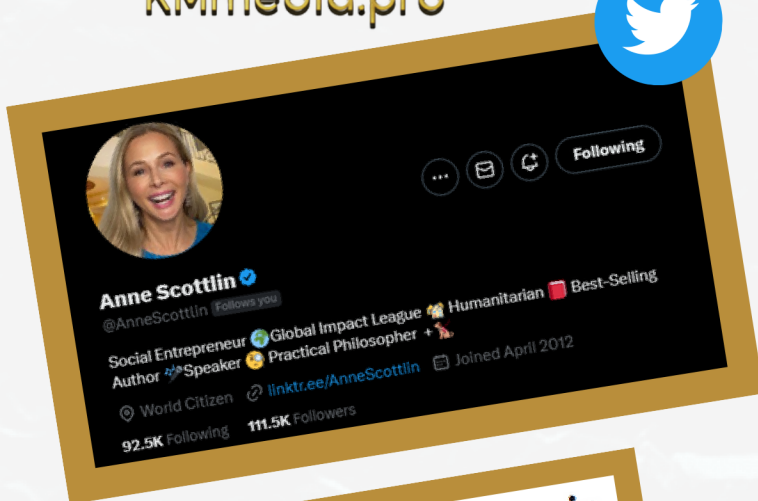 KMmedia.pro
Following
Anne Scottlin
@AnneScottlin Follows you
Social Entrepreneur 🌍Global Impact League 🐕 Humanitarian 📕 Best-Selling
Author 🎤Speaker 🧐 Practical Philosopher +🐕‍🦺
World Citizen linktr.ee/AnneScottlin Joined April 2012
92.5K Following 111.5K Followers